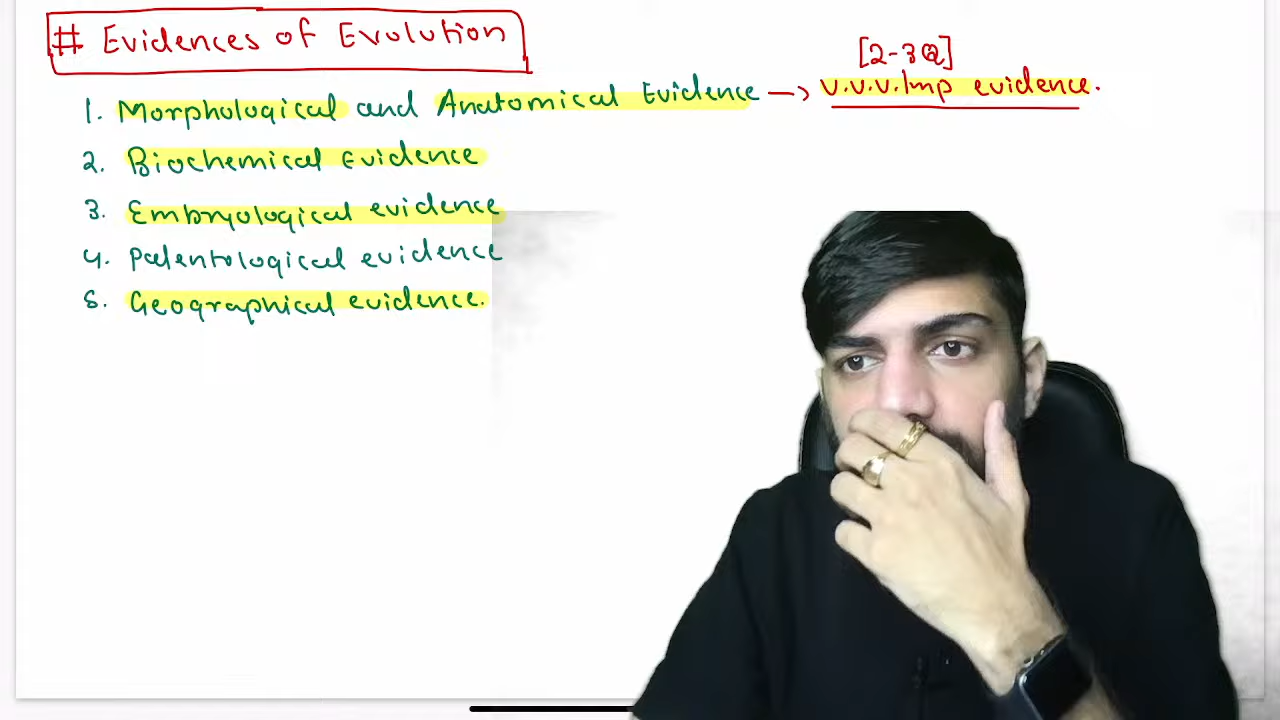 # Evidences of Evolution
[2-3Q]
1. Morphological and Anatomical Evidence → v.v.v.Imp evidence.
2. Biochemical Evidence
3. Embryological evidence
4. Palentological evidence
5. Geographical evidence.